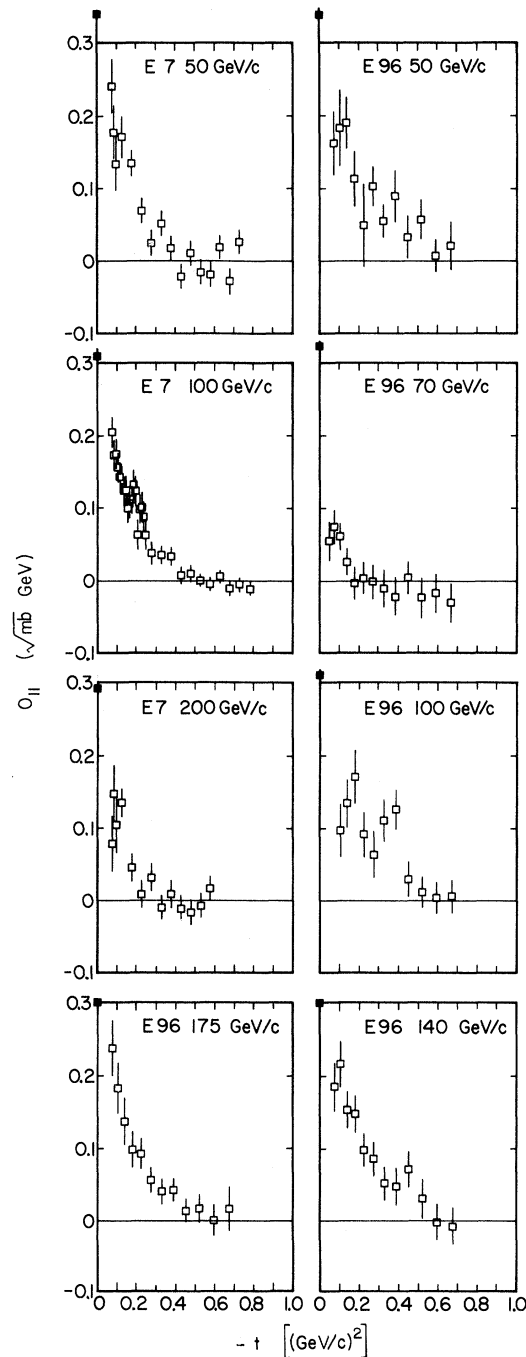 0.3
0.2
0.1
0
-0.1
E 7 50 GeV/c
E 96 50 GeV/c
0.3
0.2
0.1
0
-0.1
E 7 100 GeV/c
E 96 70 GeV/c
O11 (√mb GeV)
0.3
0.2
0.1
0
-0.1
E 7 200 GeV/c
E 96 100 GeV/c
0.3
0.2
0.1
0
-0.1
E 96 175 GeV/c
E 96 140 GeV/c
0 0.2 0.4 0.6 0.8 1.0
0 0.2 0.4 0.6 0.8 1.0
- t [(GeV/c)²]